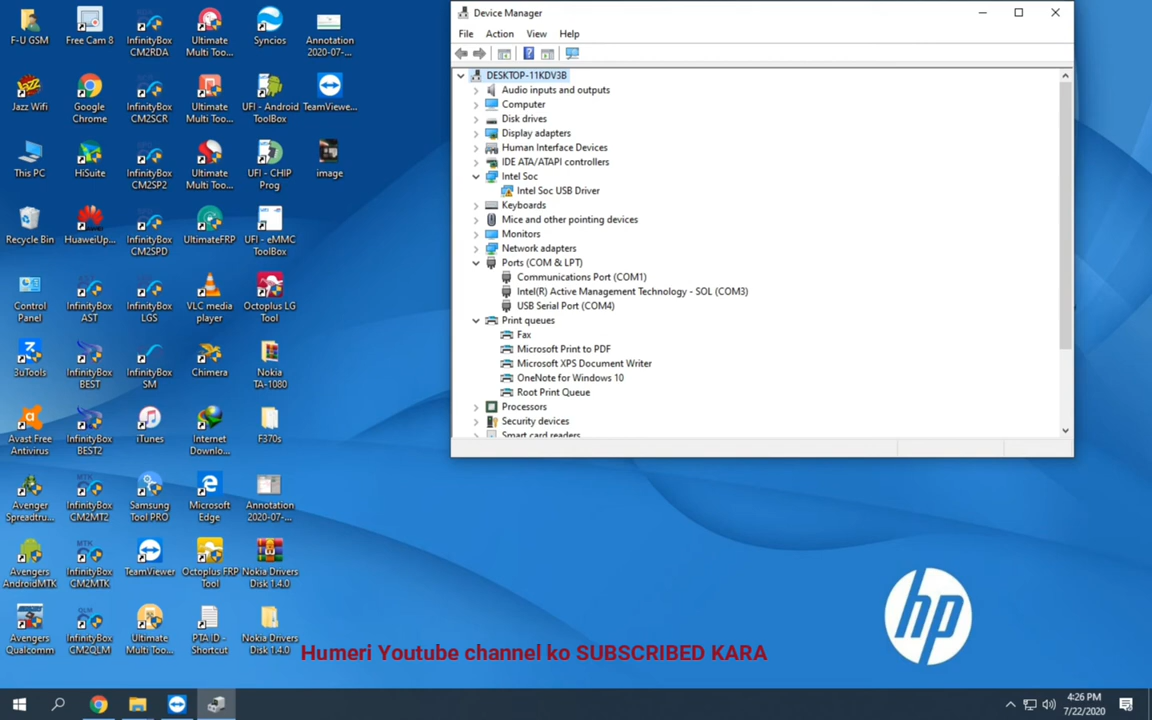 F-U GSM
Free Cam 8
InfinityBox
CM2RDA
Ultimate
Multi Too...
Syncios
Annotation
2020-07-...
Jazz Wifi
Google
Chrome
InfinityBox
CM2SCR
Ultimate
Multi Too...
UFI - Android
ToolBox
TeamViewe...
This PC
HiSuite
InfinityBox
CM2SP2
Ultimate
Multi Too...
UFI - CHIP
Prog
image
Recycle Bin
HuaweiUp...
InfinityBox
CM2SPD
UltimateFRP
UFI - eMMC
ToolBox
Control
Panel
InfinityBox
AST
InfinityBox
LGS
VLC media
player
Octoplus LG
Tool
3uTools
InfinityBox
BEST
InfinityBox
SM
Chimera
Nokia
TA-1080
Avast Free
Antivirus
InfinityBox
BEST2
iTunes
Internet
Downlo...
F370s
Avenger
Spreadtru...
MTK
InfinityBox
CM2MT2
Samsung
Tool PRO
Microsoft
Edge
Annotation
2020-07-...
Avengers
AndroidMTK
MTK
InfinityBox
CM2MTK
TeamViewer
Octoplus FRP
Tool
Nokia Drivers
Disk 1.4.0
Avengers
Qualcomm
QLM
InfinityBox
CM2QLM
Ultimate
Multi Too...
PTA ID -
Shortcut
Nokia Drivers
Disk 1.4.0
Device Manager
File Action View Help
DESKTOP-11KDV3B
Audio inputs and outputs
Computer
Disk drives
Display adapters
Human Interface Devices
IDE ATA/ATAPI controllers
Intel Soc
Intel Soc USB Driver
Keyboards
Mice and other pointing devices
Monitors
Network adapters
Ports (COM & LPT)
Communications Port (COM1)
Intel(R) Active Management Technology - SOL (COM3)
USB Serial Port (COM4)
Print queues
Fax
Microsoft Print to PDF
Microsoft XPS Document Writer
OneNote for Windows 10
Root Print Queue
Processors
Security devices
Smart card readers
hp
Humeri Youtube channel ko SUBSCRIBED KARA
4:26 PM
7/22/2020